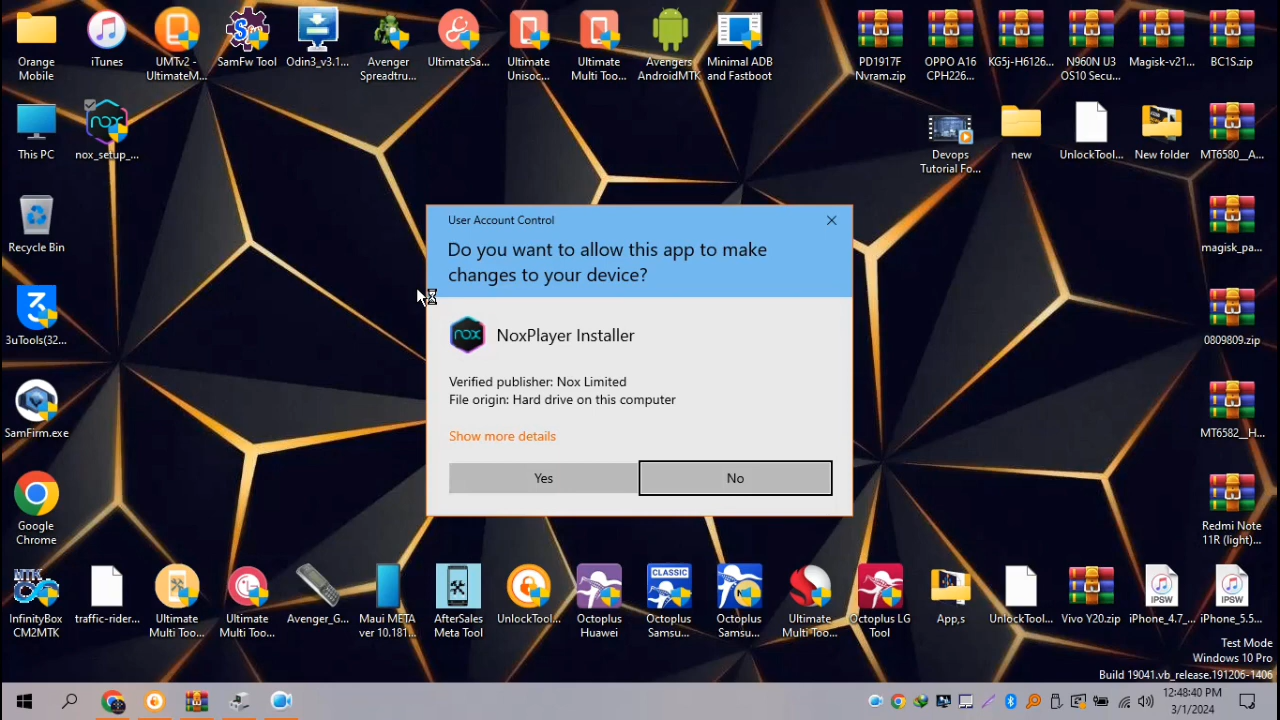 Orange
Mobile
iTunes
UMTv2 -
UltimateM...
SamFw Tool
Odin3_v3.1...
Avenger
Spreadtru...
UltimateSa...
Ultimate
Unisoc...
Ultimate
Multi Too...
Avengers
AndroidMTK
Minimal ADB
and Fastboot
PD1917F
Nvram.zip
OPPO A16
CPH226...
KG5j-H6126...
N960N U3
OS10 Secu...
Magisk-v21...
BC1S.zip
This PC
nox
nox_setup_...
Devops
Tutorial Fo...
new
UnlockTool...
New folder
MT6580__A...
Recycle Bin
magisk_pa...
3uTools(32...
0809809.zip
SamFirm.exe
MT6582__H...
Google
Chrome
Redmi Note
11R (light)...
User Account Control
Do you want to allow this app to make
changes to your device?
nox
NoxPlayer Installer
Verified publisher: Nox Limited
File origin: Hard drive on this computer
Show more details
Yes
No
InfinityBox
CM2MTK
traffic-rider...
Ultimate
Multi Too...
Ultimate
Multi Too...
Avenger_G...
Maui META
ver 10.181...
AfterSales
Meta Tool
UnlockTool...
Octoplus
Huawei
CLASSIC
Octoplus
Samsu...
Octoplus
Samsu...
Ultimate
Multi Too...
Octoplus LG
Tool
App,s
UnlockTool...
Vivo Y20.zip
IPSW
iPhone_4.7_...
IPSW
iPhone_5.5...
Test Mode
Windows 10 Pro
Build 19041.vb_release.191206-1406
12:48:40 PM
3/1/2024